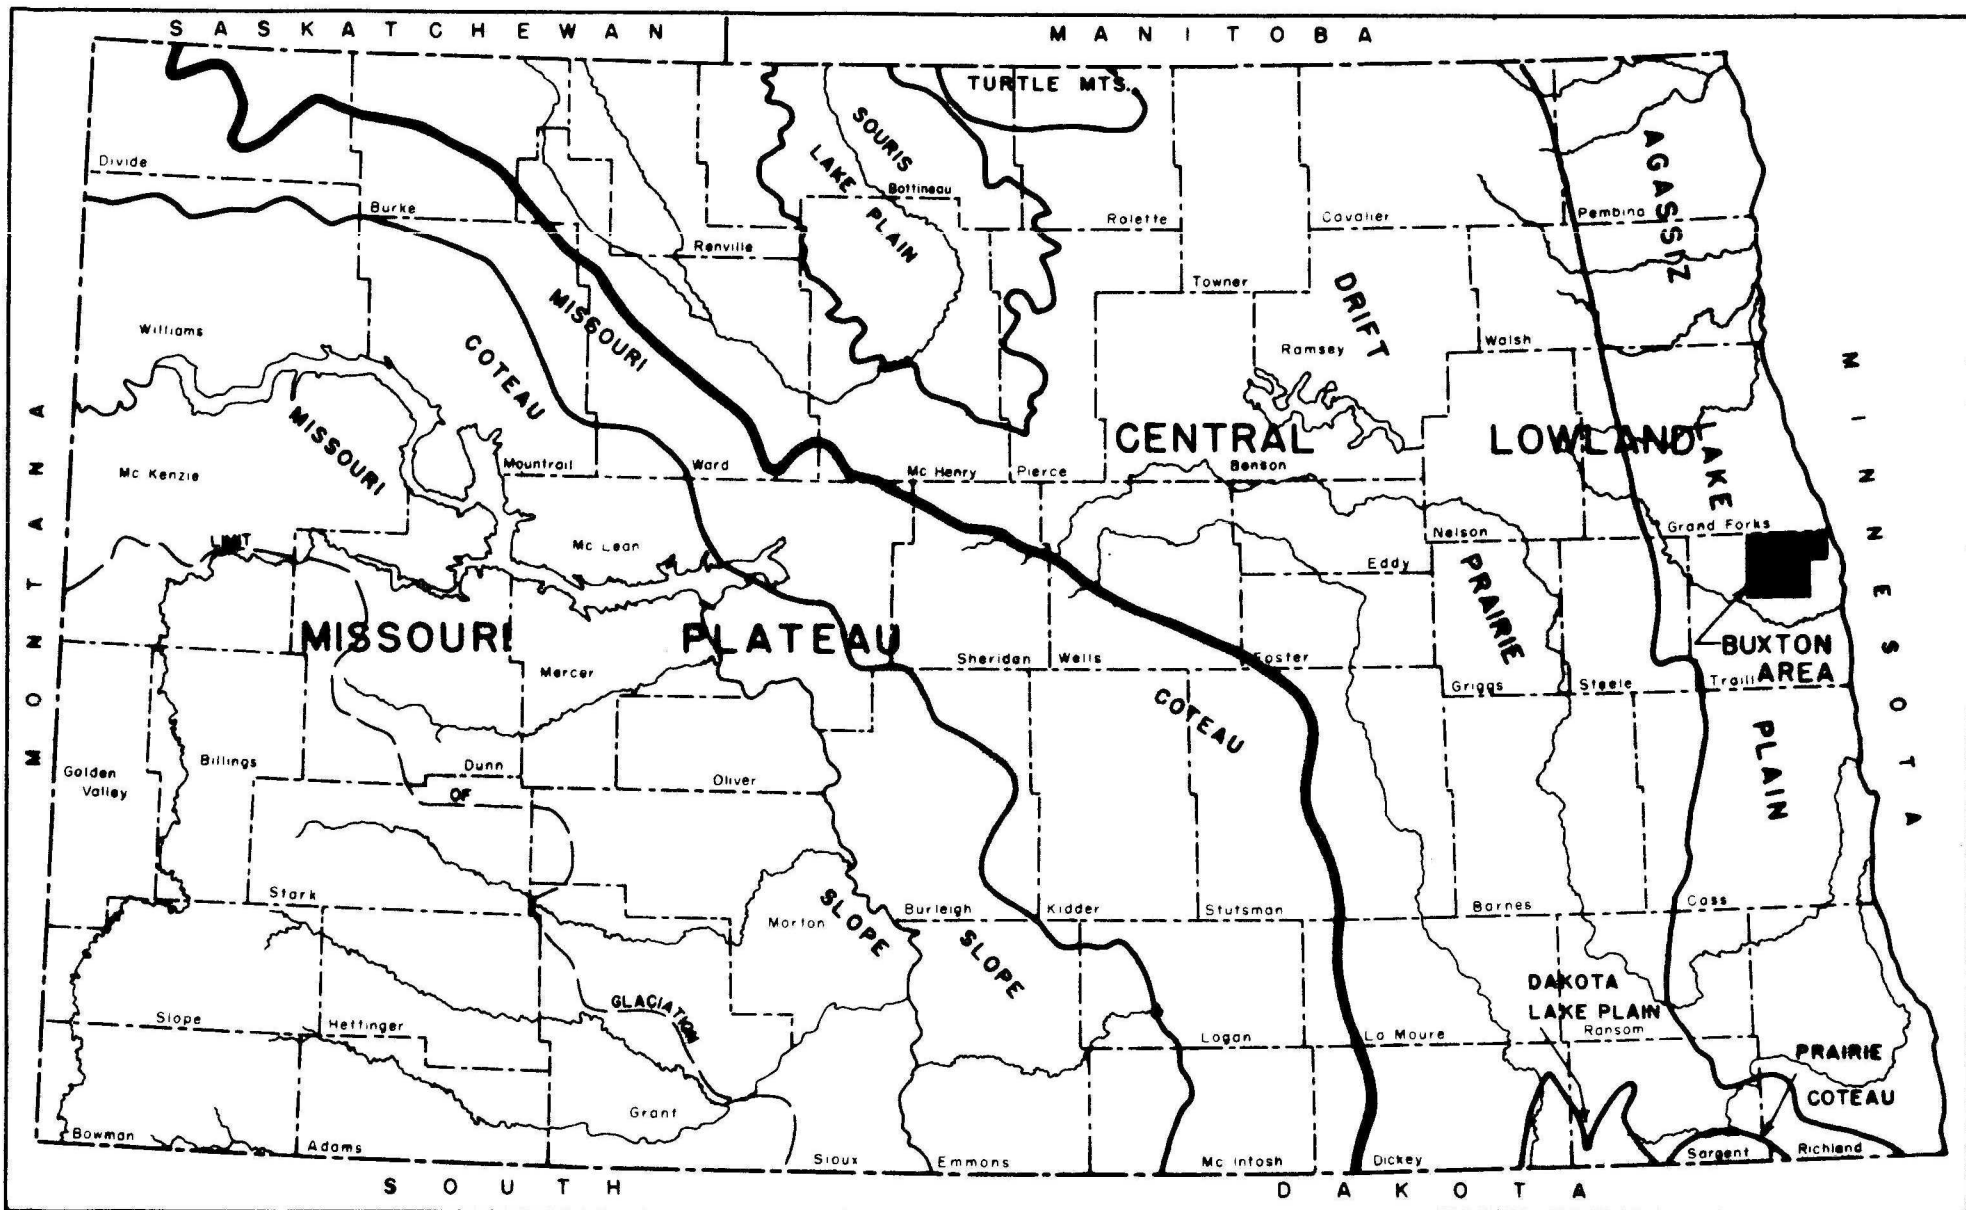 SASKATCHEWAN
MANITOBA
TURTLE MTS.
SOURIS
LAKE PLAIN
AGASSIZ
LAKE
PLAIN
Divide
Burke
Bottineau
Renville
Rolette
Cavalier
Pembina
Towner
DRIFT
PRAIRIE
MISSOURI
COTEAU
Williams
Ramsey
Walsh
MINNESOTA
MONTANA
MISSOURI
SLOPE
CENTRAL LOWLAND
Mc Kenzie
Mountrail
Ward
Mc Henry
Pierce
Benson
Grand Forks
Nelson
LIMIT
OF
GLACIATION
Mc Lean
Eddy
MISSOURI PLATEAU
BUXTON
AREA
Mercer
Sheridan
Wells
Foster
Griggs
Steele
Traill
COTEAU
Golden
Valley
Billings
Dunn
Oliver
Stark
Morton
Burleigh
SLOPE
Kidder
Stutsman
Barnes
Cass
DAKOTA
LAKE PLAIN
Ransom
Slope
Hettinger
Logan
La Moure
PRAIRIE
COTEAU
Grant
Bowman
Adams
Sioux
Emmons
Mc Intosh
Dickey
Sargent
Richland
SOUTH DAKOTA